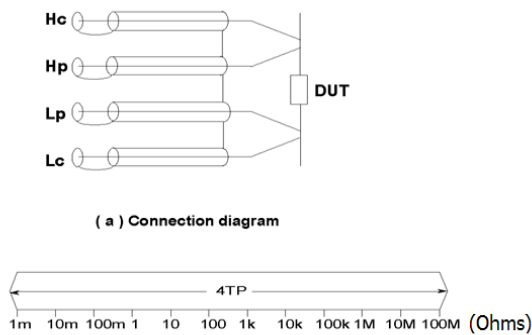 Hc
Hp
DUT
Lp
Lc
( a ) Connection diagram
4TP
1m 10m 100m 1 10 100 1k 10k 100k 1M 10M 100M (Ohms)